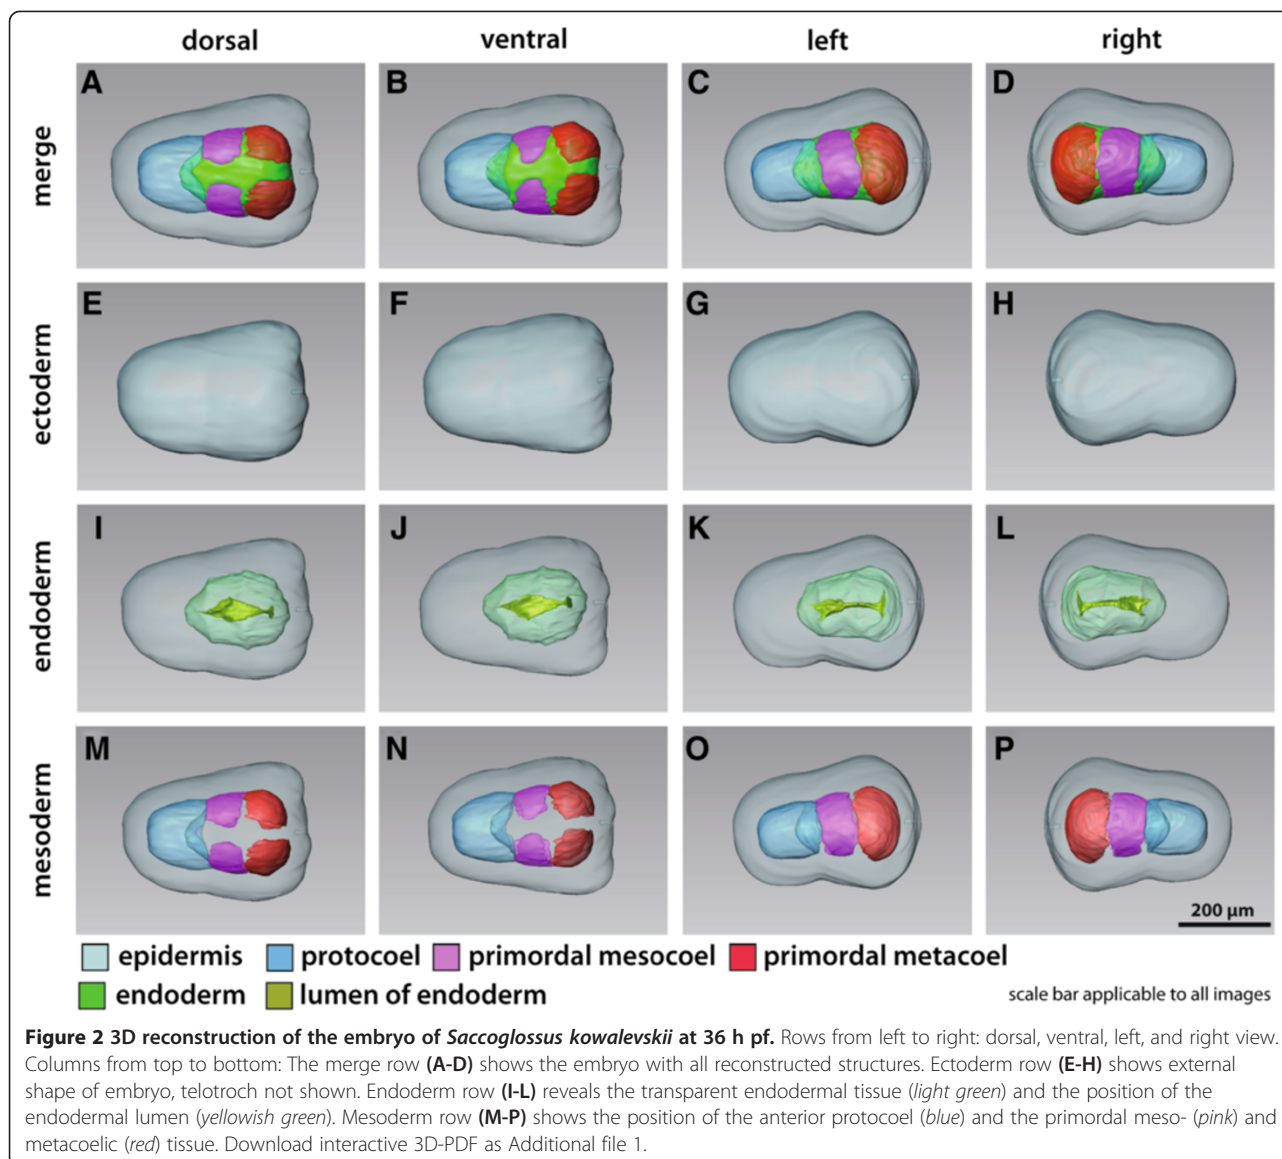 dorsal ventral left right
merge
A B C D
ectoderm
E F G H
endoderm
I J K L
mesoderm
M N O P
200 µm
epidermis protocoel primordal mesocoel primordal metacoel
endoderm lumen of endoderm
scale bar applicable to all images
Figure 2 3D reconstruction of the embryo of Saccoglossus kowalevskii at 36 h pf. Rows from left to right: dorsal, ventral, left, and right view.
Columns from top to bottom: The merge row (A-D) shows the embryo with all reconstructed structures. Ectoderm row (E-H) shows external
shape of embryo, telotroch not shown. Endoderm row (I-L) reveals the transparent endodermal tissue (light green) and the position of the
endodermal lumen (yellowish green). Mesoderm row (M-P) shows the position of the anterior protocoel (blue) and the primordal meso- (pink) and
metacoelic (red) tissue. Download interactive 3D-PDF as Additional file 1.